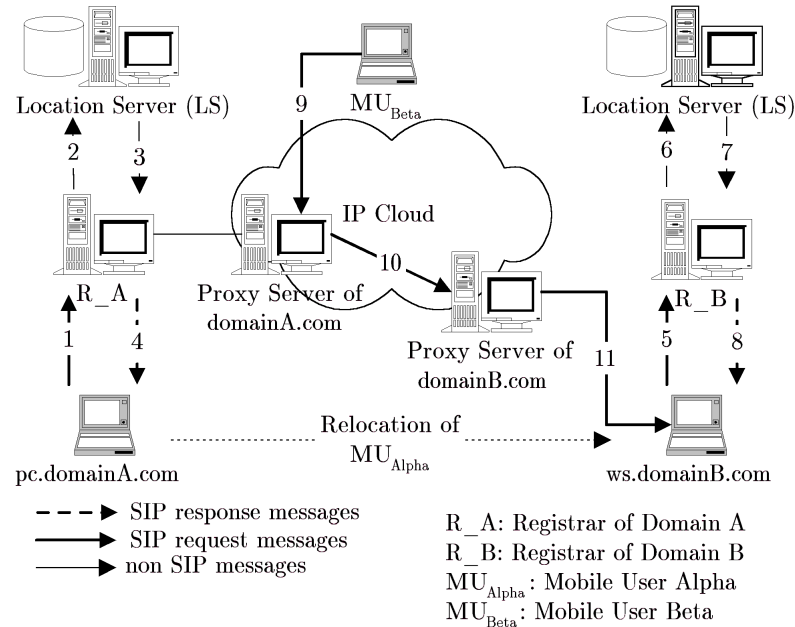 Location Server (LS)
MU_Beta
Location Server (LS)
2
3
9
6
7
IP Cloud
10
R_A
Proxy Server of
domainA.com
R_B
1
4
Proxy Server of
domainB.com
11
5
8
Relocation of
MU_Alpha
pc.domainA.com
ws.domainB.com
SIP response messages
SIP request messages
non SIP messages
R_A: Registrar of Domain A
R_B: Registrar of Domain B
MU_Alpha: Mobile User Alpha
MU_Beta: Mobile User Beta